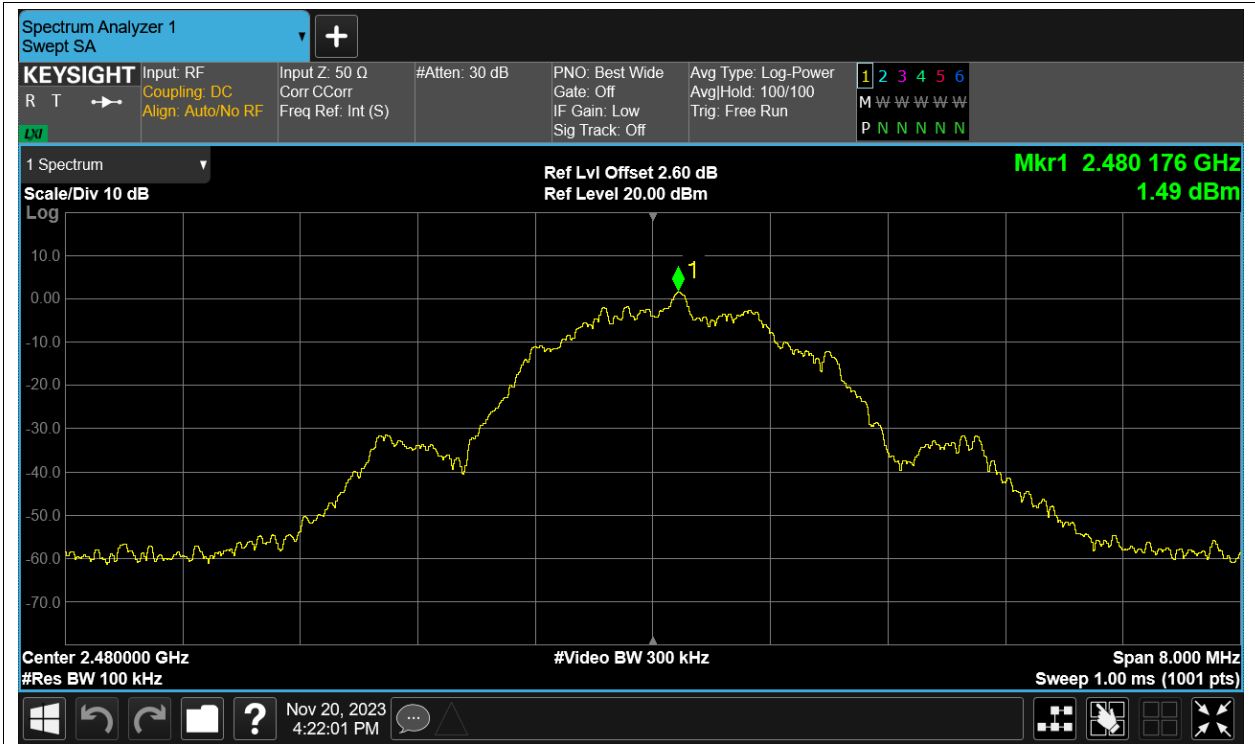 Spectrum Analyzer 1
Swept SA
KEYSIGHT
R T
LXI
Input: RF
Coupling: DC
Align: Auto/No RF
Input Z: 50 Ω
Corr CCorr
Freq Ref: Int (S)
#Atten: 30 dB
PNO: Best Wide
Gate: Off
IF Gain: Low
Sig Track: Off
Avg Type: Log-Power
Avg|Hold: 100/100
Trig: Free Run
1 2 3 4 5 6
M W W W W W
P N N N N N
1 Spectrum
Scale/Div 10 dB
Log
Ref Lvl Offset 2.60 dB
Ref Level 20.00 dBm
Mkr1 2.480 176 GHz
1.49 dBm
1
10.0
0.00
-10.0
-20.0
-30.0
-40.0
-50.0
-60.0
-70.0
Center 2.480000 GHz
#Video BW 300 kHz
Span 8.000 MHz
#Res BW 100 kHz
Sweep 1.00 ms (1001 pts)
?
Nov 20, 2023
4:22:01 PM